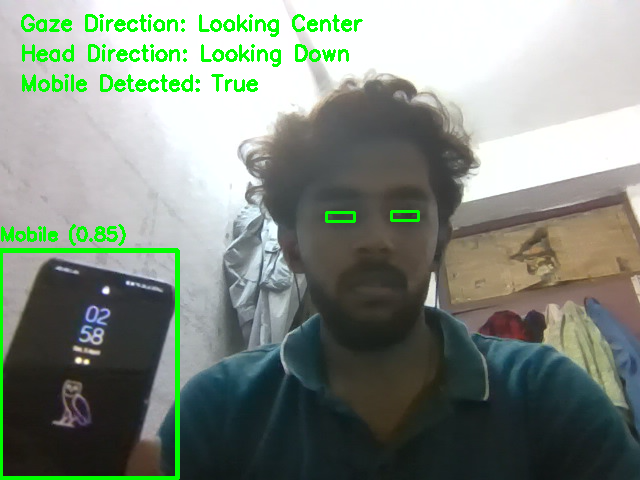 Gaze Direction: Looking Center
Head Direction: Looking Down
Mobile Detected: True
Mobile (0.85)
02
58